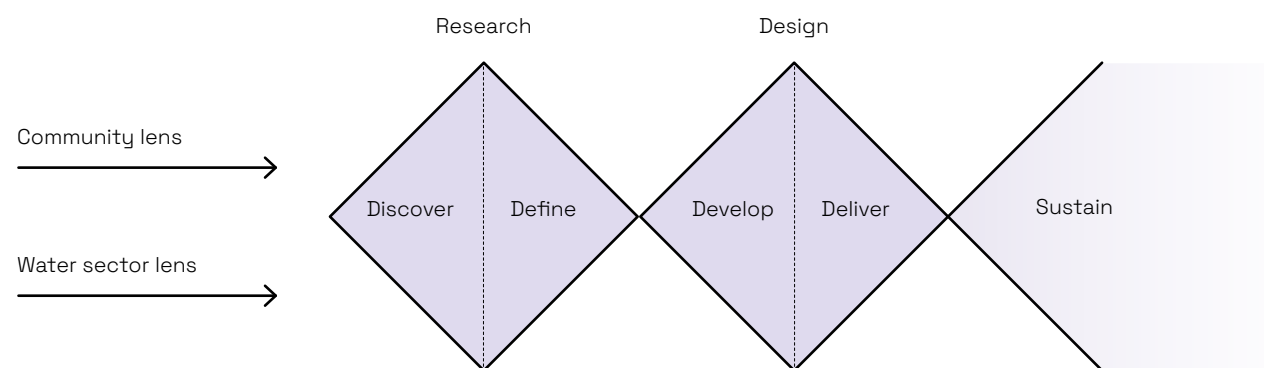 Research
Design
Community lens
Discover
Define
Develop
Deliver
Sustain
Water sector lens